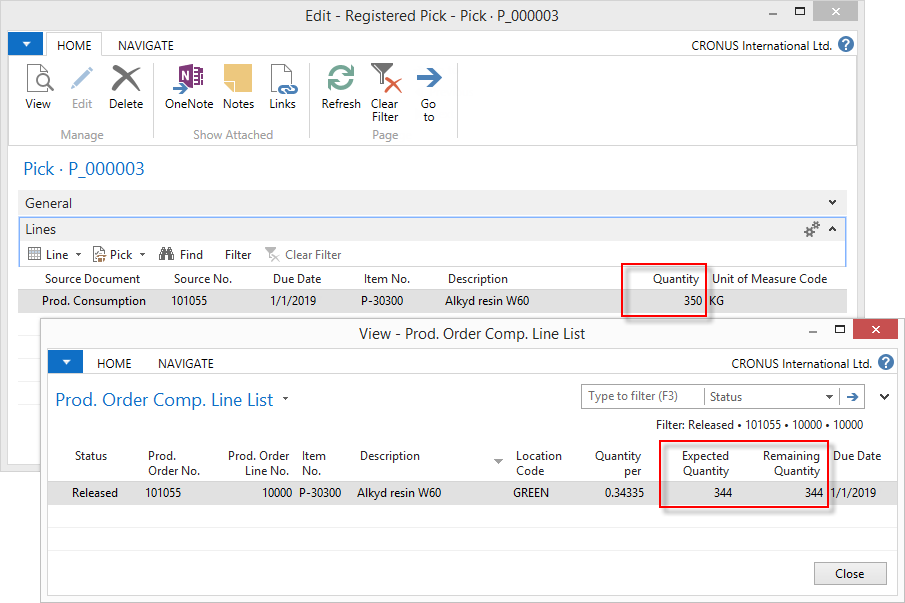 Edit - Registered Pick - Pick · P_000003
HOME NAVIGATE CRONUS International Ltd. ?
View Edit Delete OneNote Notes Links Refresh Clear Filter Go to
Manage Show Attached Page
Pick · P_000003
General
Lines
Line Pick Find Filter Clear Filter
Source Document Source No. Due Date Item No. Description Quantity Unit of Measure Code
Prod. Consumption 101055 1/1/2019 P-30300 Alkyd resin W60 350 KG
View - Prod. Order Comp. Line List
HOME NAVIGATE CRONUS International Ltd. ?
Prod. Order Comp. Line List Type to filter (F3) Status
Filter: Released • 101055 • 10000 • 10000
Status Prod. Order No. Prod. Order Line No. Item No. Description Location Code Quantity per Expected Quantity Remaining Quantity Due Date
Released 101055 10000 P-30300 Alkyd resin W60 GREEN 0.34335 344 344 1/1/2019
Close